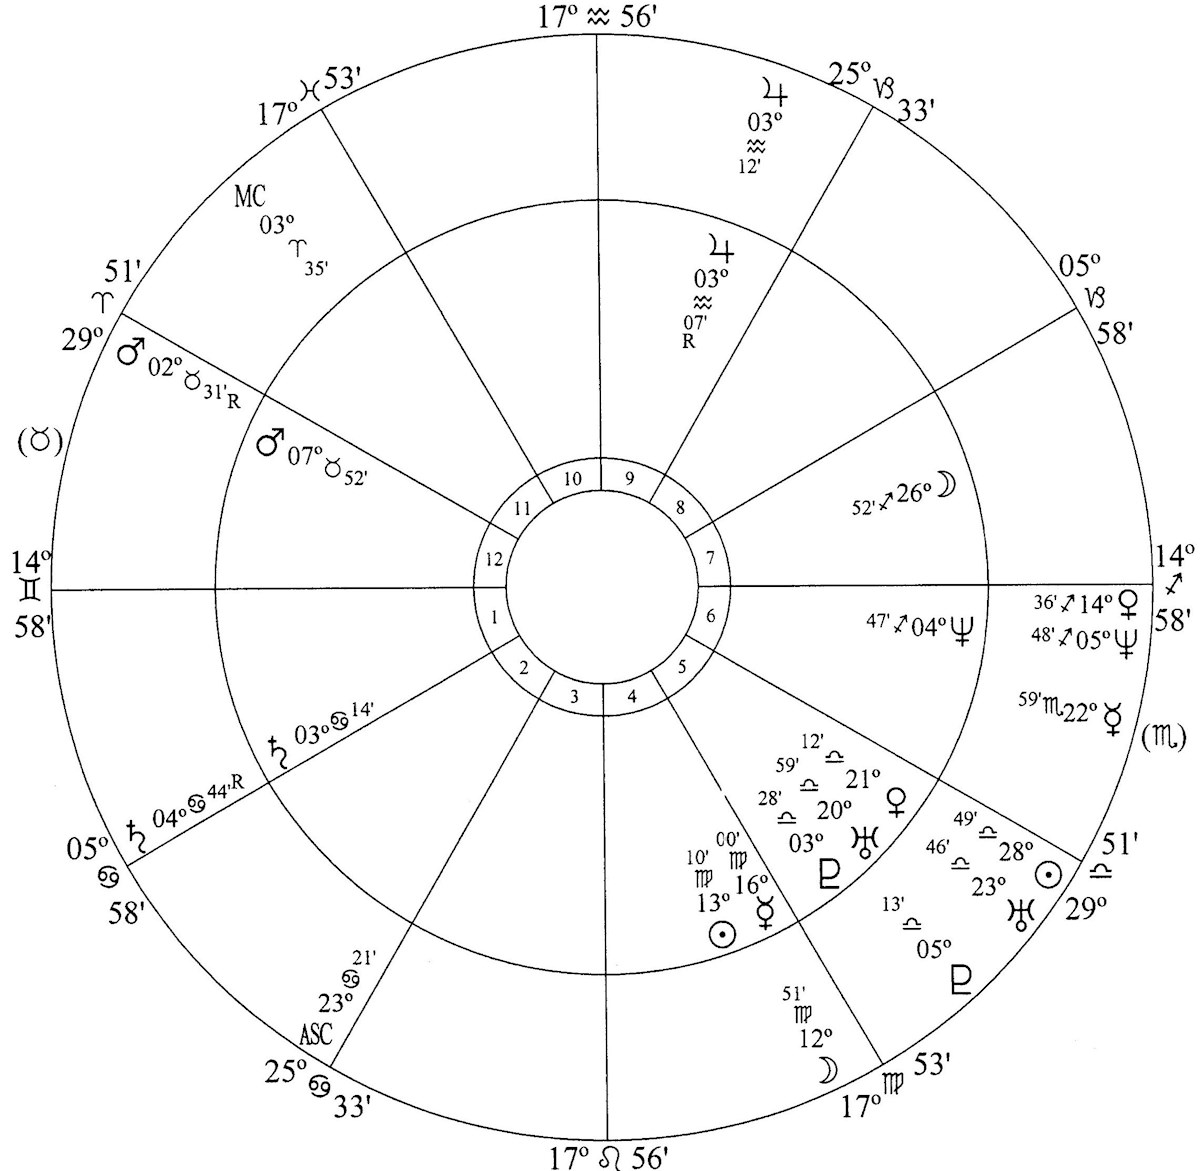 17° ♒ 56'
♃
03°
♒
12'
25° ♑ 33'
17° ♓ 53'
MC
03°
♈
35'
♃
03°
♒
07'
R
51'
♈
29°
05°
♑
58'
♂ 02° ♉ 31' R
(♉)
♂ 07° ♉ 52'
52' ♐ 26° ☽
10
9
11
8
12
7
1
6
2
5
3
4
14°
♊
58'
14°
♐
58'
36' ♐ 14° ♀
47' ♐ 04° ♆
48' ♐ 05° ♆
59' ♏ 22° ☿
(♏)
♄ 03° ♋ 14'
♄ 04° ♋ 44' R
05°
♋
58'
12' ♎ 21° ♀
59' ♎ 20° ♅
28' ♎ 03° ♇
00' ♍ 16° ☿
10' ♍ 13° ☉
49' ♎ 28° ☉
46' ♎ 23° ♅
13' ♎ 05° ♇
51'
♎
29°
21'
♋
23°
ASC
51'
♍
12°
☽
25° ♋ 33'
17° ♍ 53'
17° ♌ 56'